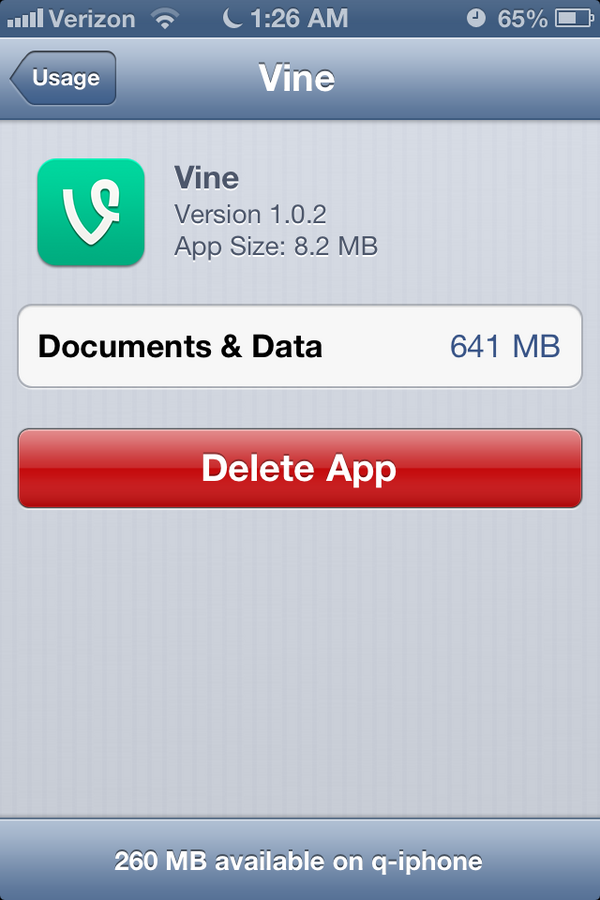 Verizon 1:26 AM 65%
Usage Vine
Vine
Version 1.0.2
App Size: 8.2 MB
Documents & Data 641 MB
Delete App
260 MB available on q-iphone